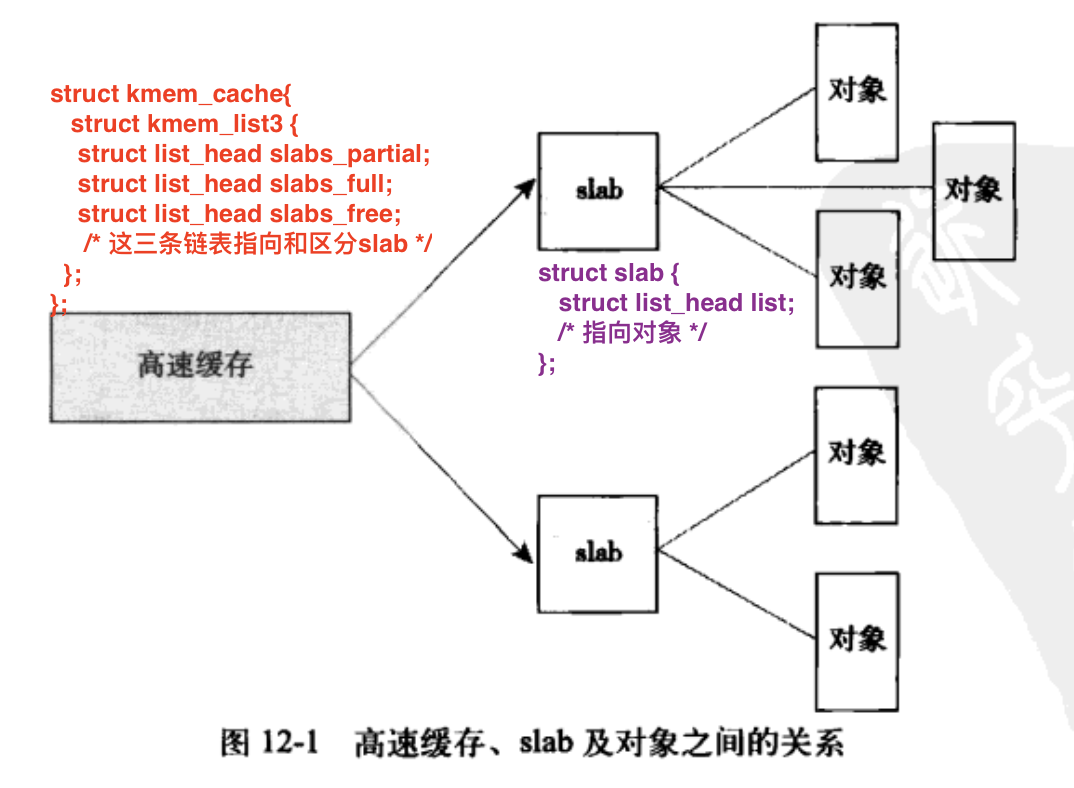 struct kmem_cache{
struct kmem_list3 {
struct list_head slabs_partial;
struct list_head slabs_full;
struct list_head slabs_free;
/* 这三条链表指向和区分slab */
};
};
高速缓存
slab
struct slab {
struct list_head list;
/* 指向对象 */
};
对象
对象
对象
slab
对象
对象
图 12-1 高速缓存、slab 及对象之间的关系